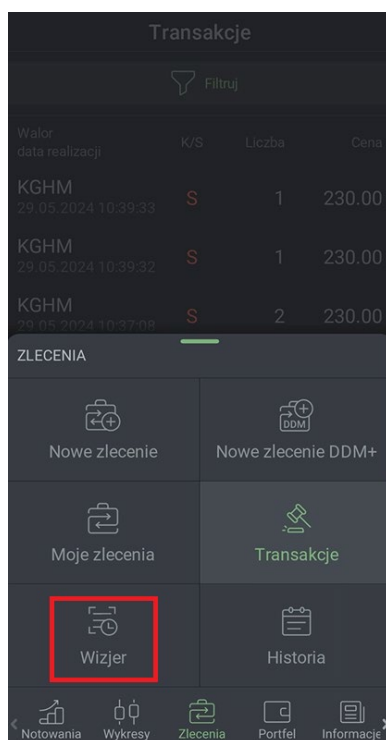 Transakcje
Filtruj
Walor
data realizacji K/S Liczba Cena
KGHM
29.05.2024 10:39:33 S 1 230.00
KGHM
29.05.2024 10:39:32 S 1 230.00
KGHM
29.05.2024 10:37:08 S 2 230.00
ZLECENIA
DDM
Nowe zlecenie Nowe zlecenie DDM+
Moje zlecenia Transakcje
Wizjer Historia
Notowania Wykresy Zlecenia Portfel Informacje